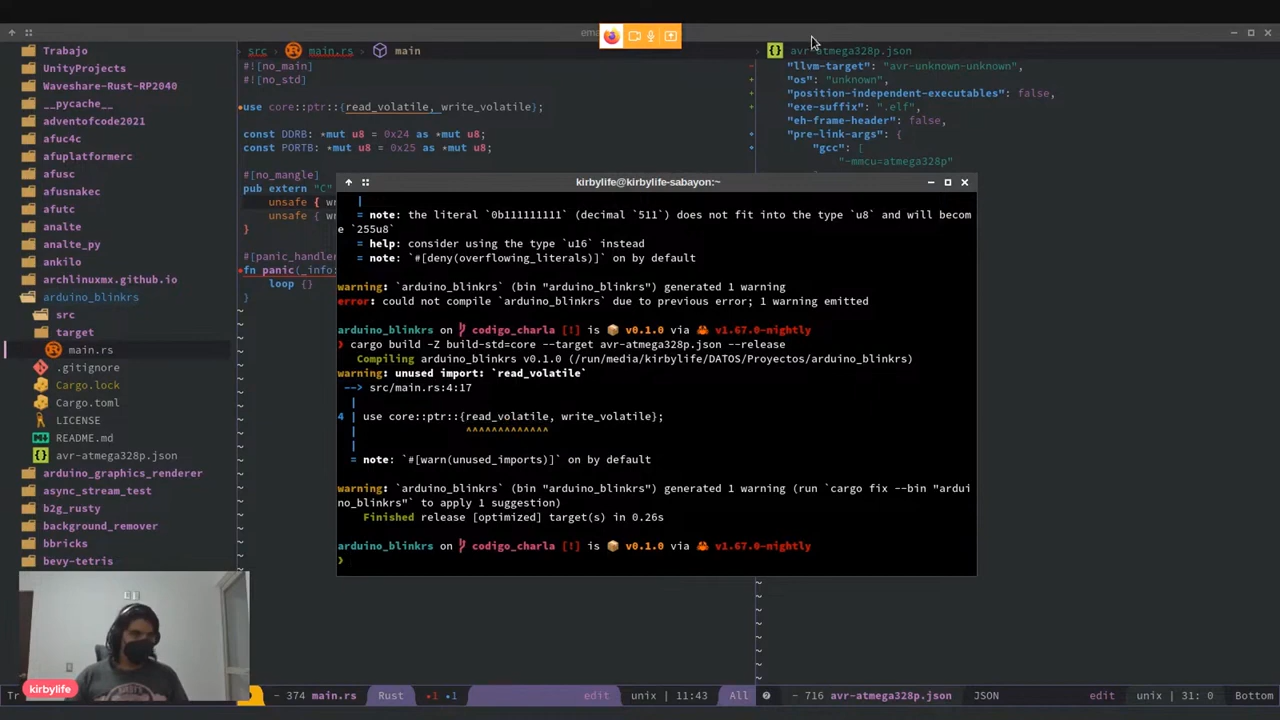 Trabajo
UnityProjects
Waveshare-Rust-RP2040
__pycache__
adventofcode2021
afuc4c
afuplatformerc
afusc
afusnakec
afutc
analte
analte_py
ankilo
archlinuxmx.github.io
arduino_blinkrs
src
target
main.rs
.gitignore
Cargo.lock
Cargo.toml
LICENSE
README.md
avr-atmega328p.json
arduino_graphics_renderer
async_stream_test
b2g_rusty
background_remover
bbricks
bevy-tetris
kirbylife
src main.rs main
#![no_main]
#![no_std]
use core::ptr::{read_volatile, write_volatile};
const DDRB: *mut u8 = 0x24 as *mut u8;
const PORTB: *mut u8 = 0x25 as *mut u8;
#[no_mangle]
pub extern "C"
unsafe { wr
unsafe { wr
}
#[panic_handler
fn panic(_info:
loop {}
}
avr-atmega328p.json
"llvm-target": "avr-unknown-unknown",
"os": "unknown",
"position-independent-executables": false,
"exe-suffix": ".elf",
"eh-frame-header": false,
"pre-link-args": {
"gcc": [
"-mmcu=atmega328p"
kirbylife@kirbylife-sabayon:~
|
= note: the literal `0b111111111` (decimal `511`) does not fit into the type `u8` and will becom
e `255u8`
= help: consider using the type `u16` instead
= note: `#[deny(overflowing_literals)]` on by default
warning: `arduino_blinkrs` (bin "arduino_blinkrs") generated 1 warning
error: could not compile `arduino_blinkrs` due to previous error; 1 warning emitted
arduino_blinkrs on codigo_charla [!] is v0.1.0 via v1.67.0-nightly
❯ cargo build -Z build-std=core --target avr-atmega328p.json --release
Compiling arduino_blinkrs v0.1.0 (/run/media/kirbylife/DATOS/Proyectos/arduino_blinkrs)
warning: unused import: `read_volatile`
--> src/main.rs:4:17
|
4 | use core::ptr::{read_volatile, write_volatile};
| ^^^^^^^^^^^^^
|
= note: `#[warn(unused_imports)]` on by default
warning: `arduino_blinkrs` (bin "arduino_blinkrs") generated 1 warning (run `cargo fix --bin "ardui
no_blinkrs"` to apply 1 suggestion)
Finished release [optimized] target(s) in 0.26s
arduino_blinkrs on codigo_charla [!] is v0.1.0 via v1.67.0-nightly
❯
Tr - 374 main.rs Rust 1 1 edit unix | 11:43 All
- 716 avr-atmega328p.json JSON edit unix | 31: 0 Bottom